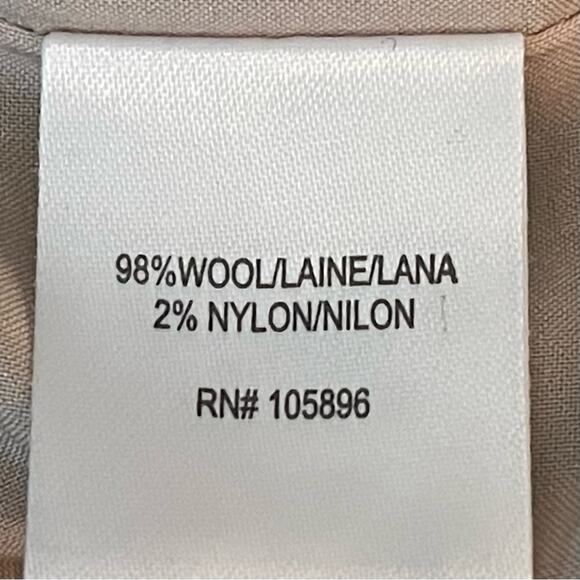 98%WOOL/LAINE/LANA
2% NYLON/NILON
RN# 105896